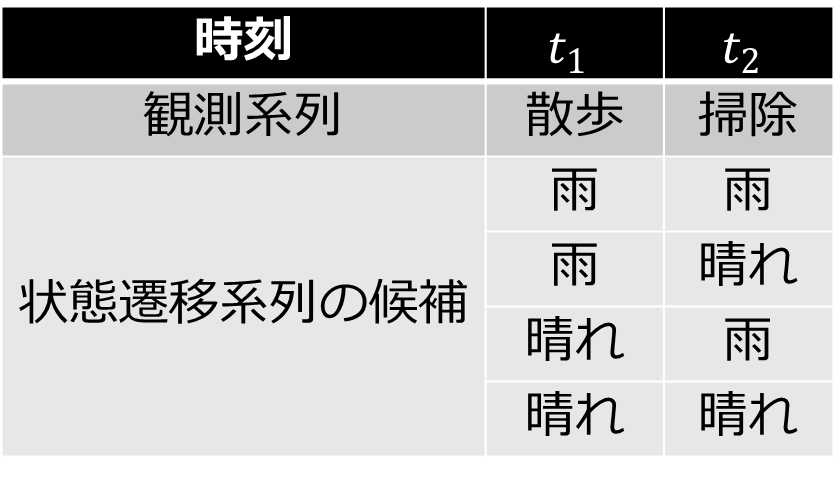 時刻 t₁ t₂
観測系列 散歩 掃除
状態遷移系列の候補
雨 雨
雨 晴れ
晴れ 雨
晴れ 晴れ